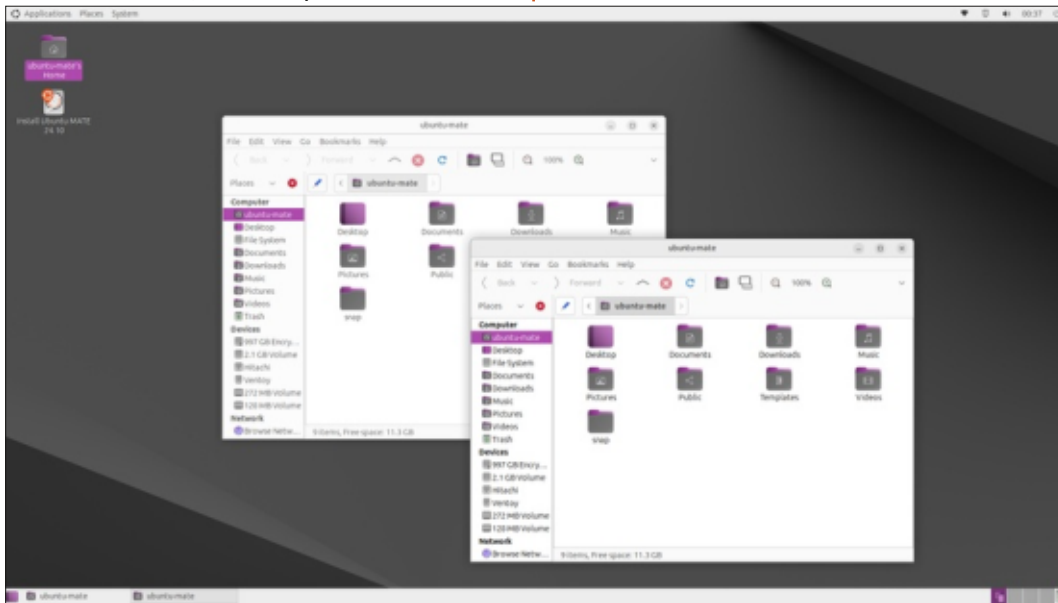 Applications Places System
00:37
ubuntu-mate's
Home
Install Ubuntu MATE
24.10
ubuntu-mate
File Edit View Go Bookmarks Help
Back Forward 100%
Places ubuntu-mate
Computer
ubuntu-mate
Desktop
File System
Documents
Downloads
Music
Pictures
Videos
Trash
Devices
997 GB Encry...
2.1 GB Volume
Hitachi
Ventoy
272 MB Volume
120 MB Volume
Network
Browse Netw...
Desktop Documents Downloads Music
Pictures Public
snap
9 items, Free space: 11.3 GB
ubuntu-mate
File Edit View Go Bookmarks Help
Back Forward 100%
Places ubuntu-mate
Computer
ubuntu-mate
Desktop
File System
Documents
Downloads
Music
Pictures
Videos
Trash
Devices
997 GB Encry...
2.1 GB Volume
Hitachi
Ventoy
272 MB Volume
120 MB Volume
Network
Browse Netw...
Desktop Documents Downloads Music
Pictures Public Templates Videos
snap
9 items, Free space: 11.3 GB
ubuntu-mate ubuntu-mate